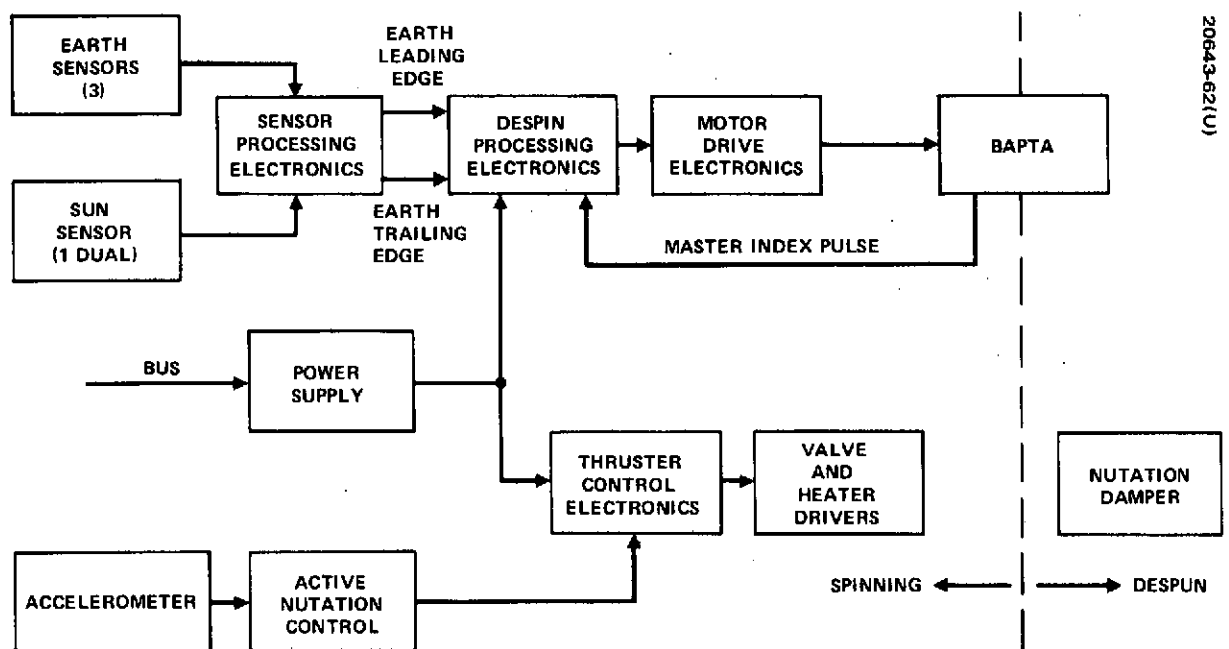 20643-62(U)
EARTH
SENSORS
(3)
EARTH
LEADING
EDGE
SENSOR
PROCESSING
ELECTRONICS
DESPIN
PROCESSING
ELECTRONICS
MOTOR
DRIVE
ELECTRONICS
BAPTA
SUN
SENSOR
(1 DUAL)
EARTH
TRAILING
EDGE
MASTER INDEX PULSE
BUS
POWER
SUPPLY
THRUSTER
CONTROL
ELECTRONICS
VALVE
AND
HEATER
DRIVERS
NUTATION
DAMPER
SPINNING
DESPUN
ACCELEROMETER
ACTIVE
NUTATION
CONTROL